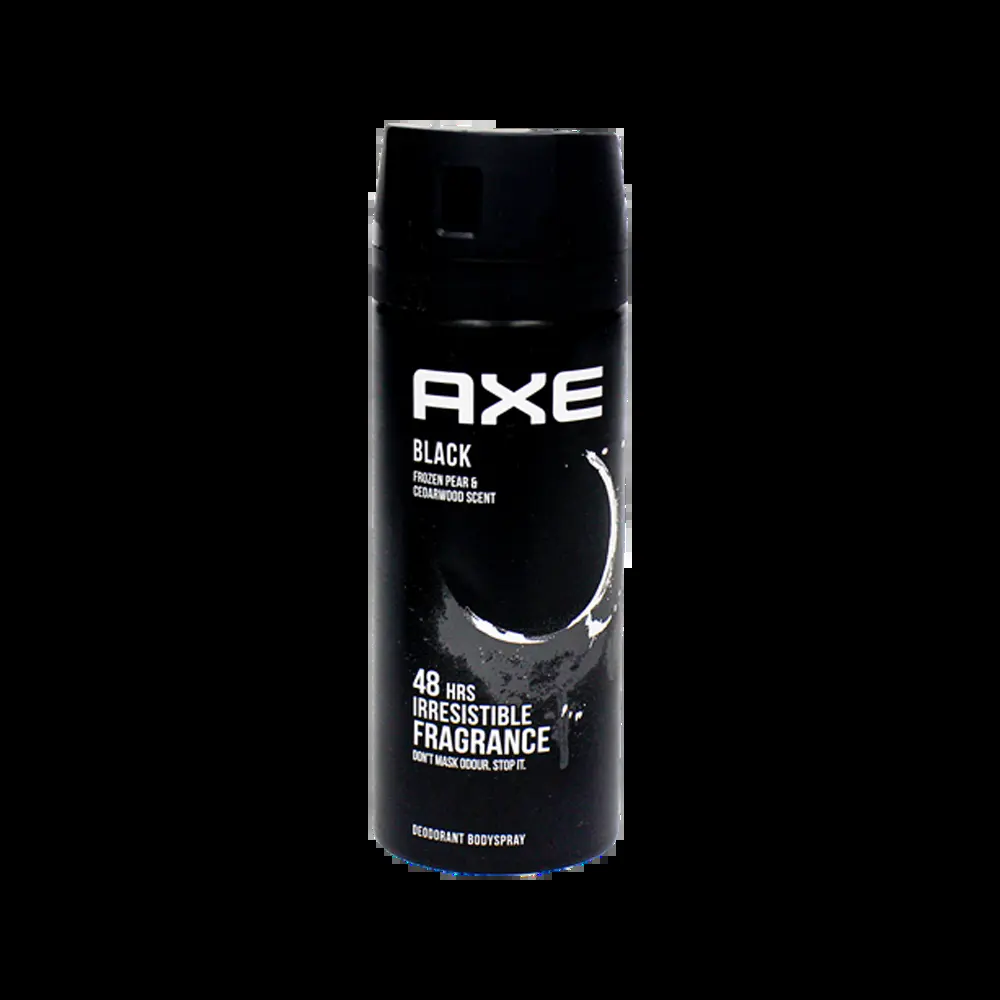 AXE
BLACK
FROZEN PEAR &
CEDARWOOD SCENT
48 HRS
IRRESISTIBLE
FRAGRANCE
DON'T MASK ODOUR. STOP IT.
DEODORANT BODYSPRAY